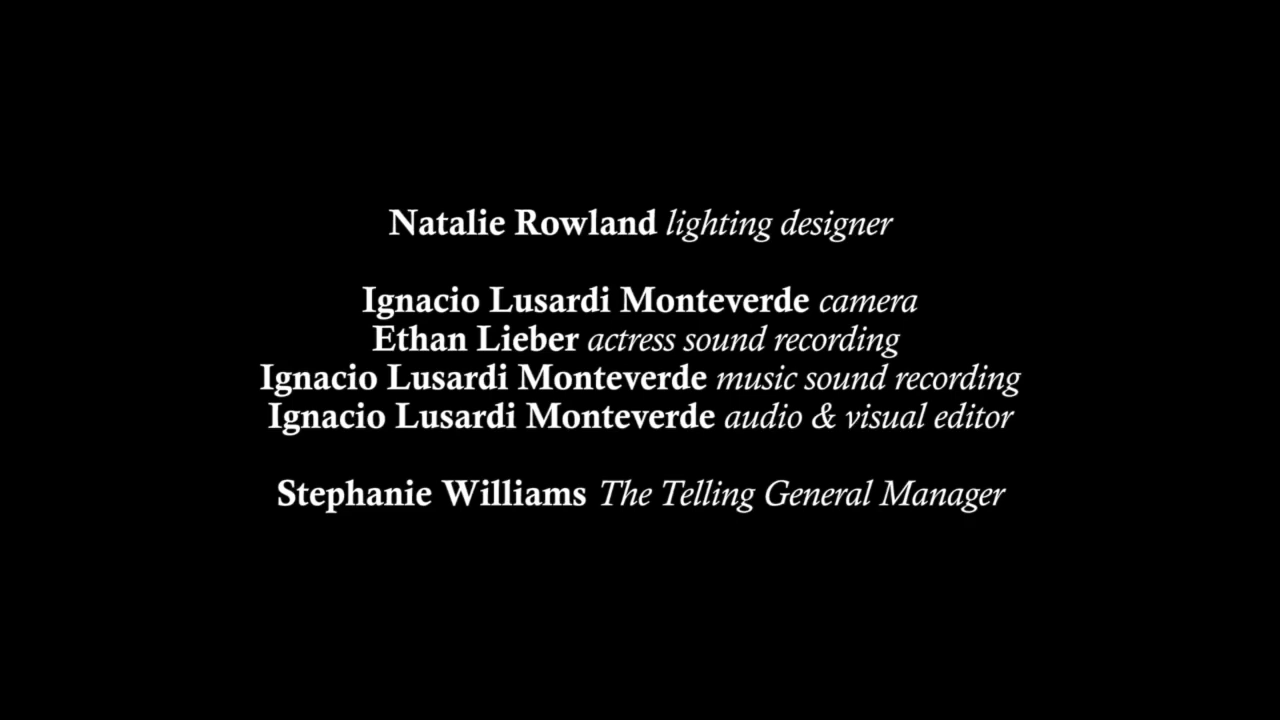 Natalie Rowland lighting designer
Ignacio Lusardi Monteverde camera
Ethan Lieber actress sound recording
Ignacio Lusardi Monteverde music sound recording
Ignacio Lusardi Monteverde audio & visual editor
Stephanie Williams The Telling General Manager